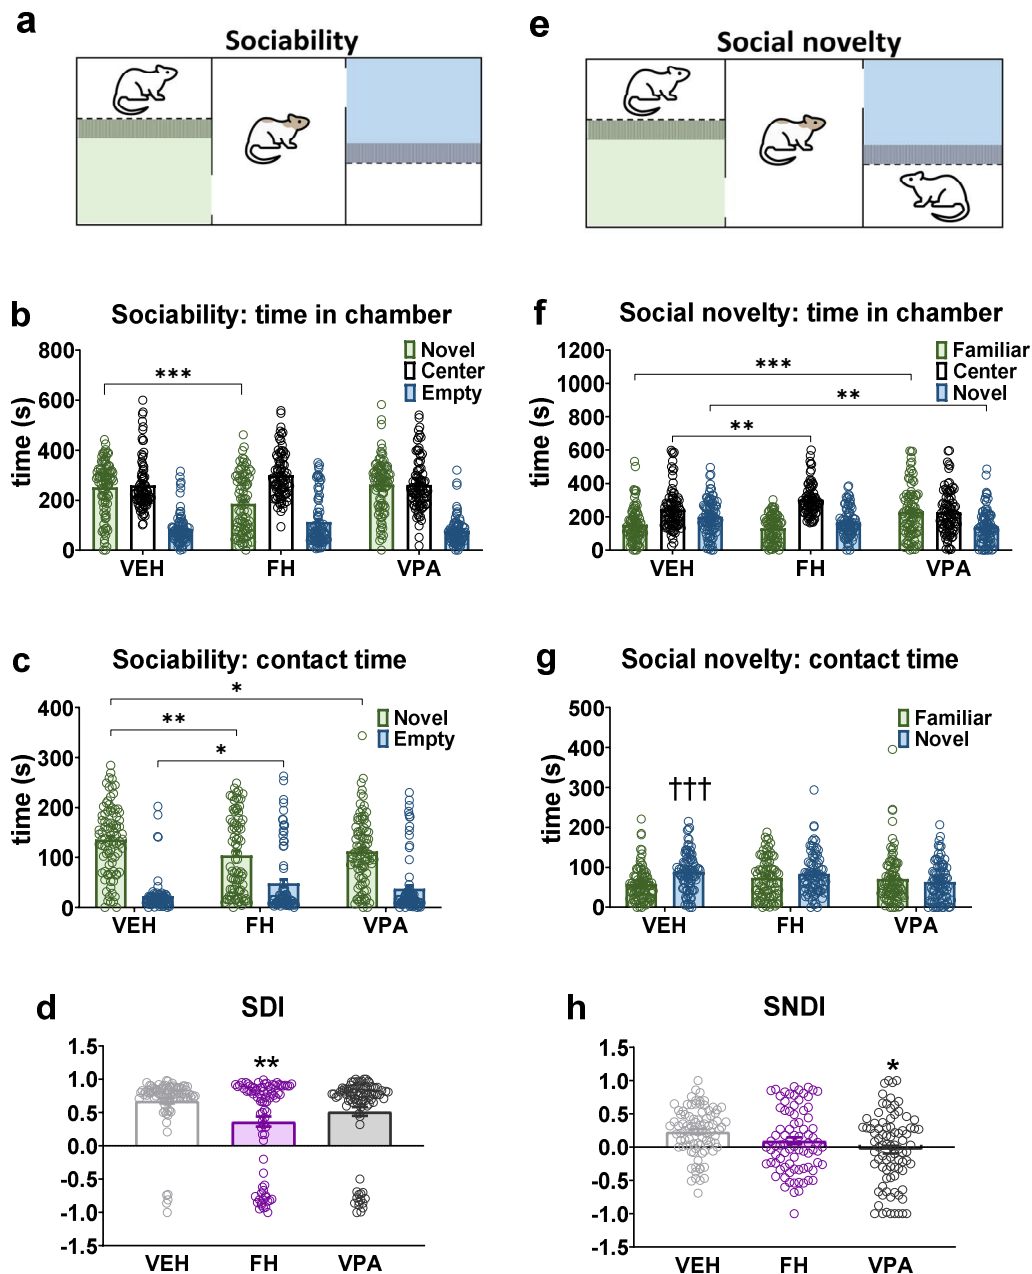 a
Sociability
e
Social novelty
b
Sociability: time in chamber
Novel
Center
Empty
***
800
600
400
200
0
time (s)
VEH
FH
VPA
f
Social novelty: time in chamber
Familiar
Center
Novel
***
**
**
1200
1000
800
600
400
200
0
time (s)
VEH
FH
VPA
c
Sociability: contact time
Novel
Empty
*
**
*
400
300
200
100
0
time (s)
VEH
FH
VPA
g
Social novelty: contact time
Familiar
Novel
†††
500
400
300
200
100
0
time (s)
VEH
FH
VPA
d
SDI
**
1.5
1.0
0.5
0.0
-0.5
-1.0
-1.5
VEH
FH
VPA
h
SNDI
*
1.5
1.0
0.5
0.0
-0.5
-1.0
-1.5
VEH
FH
VPA